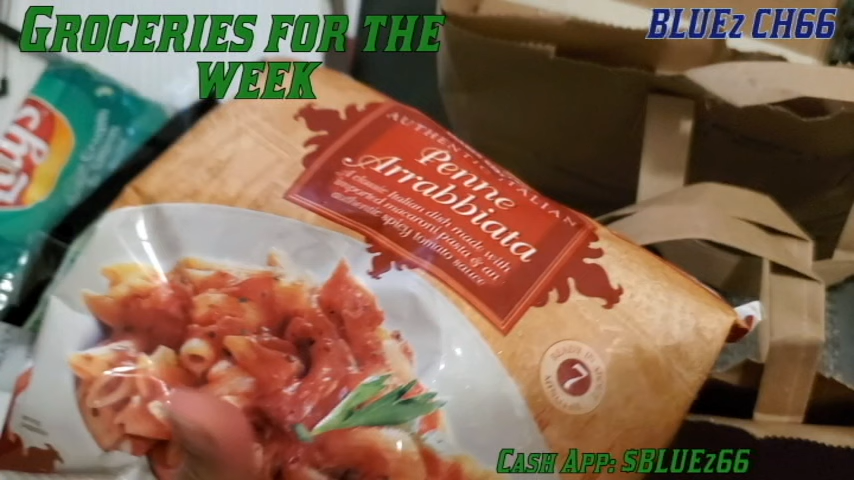 GROCERIES FOR THE
WEEK
BLUEz CH66
AUTHENTIC ITALIAN
Penne
Arrabbiata
A classic Italian dish made with
imported macaroni pasta & an
authentic spicy tomato sauce
7
CASH APP: $BLUEz66